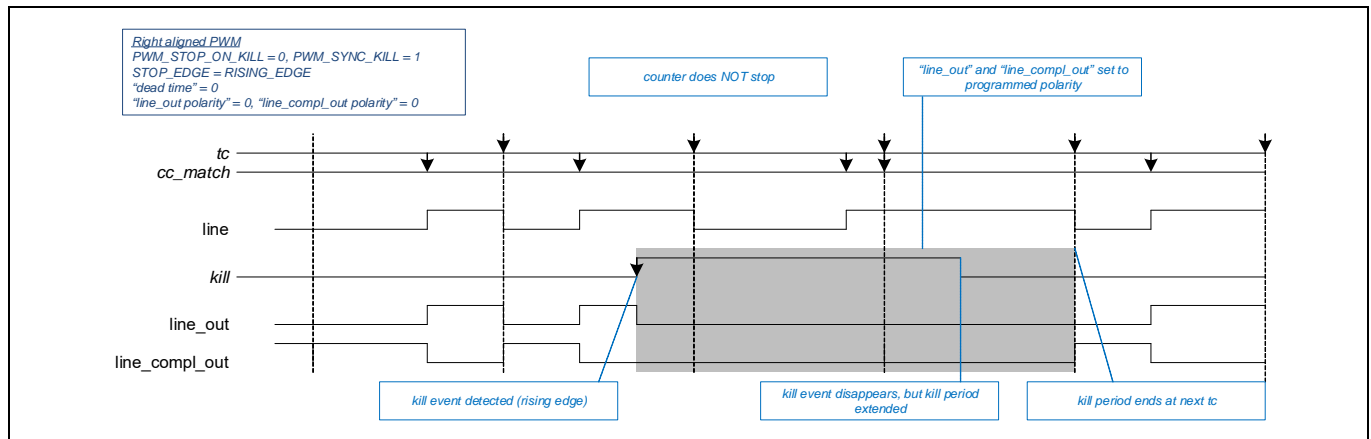 Right aligned PWM
PWM_STOP_ON_KILL = 0, PWM_SYNC_KILL = 1
STOP_EDGE = RISING_EDGE
“dead time” = 0
“line_out polarity” = 0, “line_compl_out polarity” = 0
counter does NOT stop
“line_out” and “line_compl_out” set to
programmed polarity
tc
cc_match
line
kill
line_out
line_compl_out
kill event detected (rising edge)
kill event disappears, but kill period
extended
kill period ends at next tc